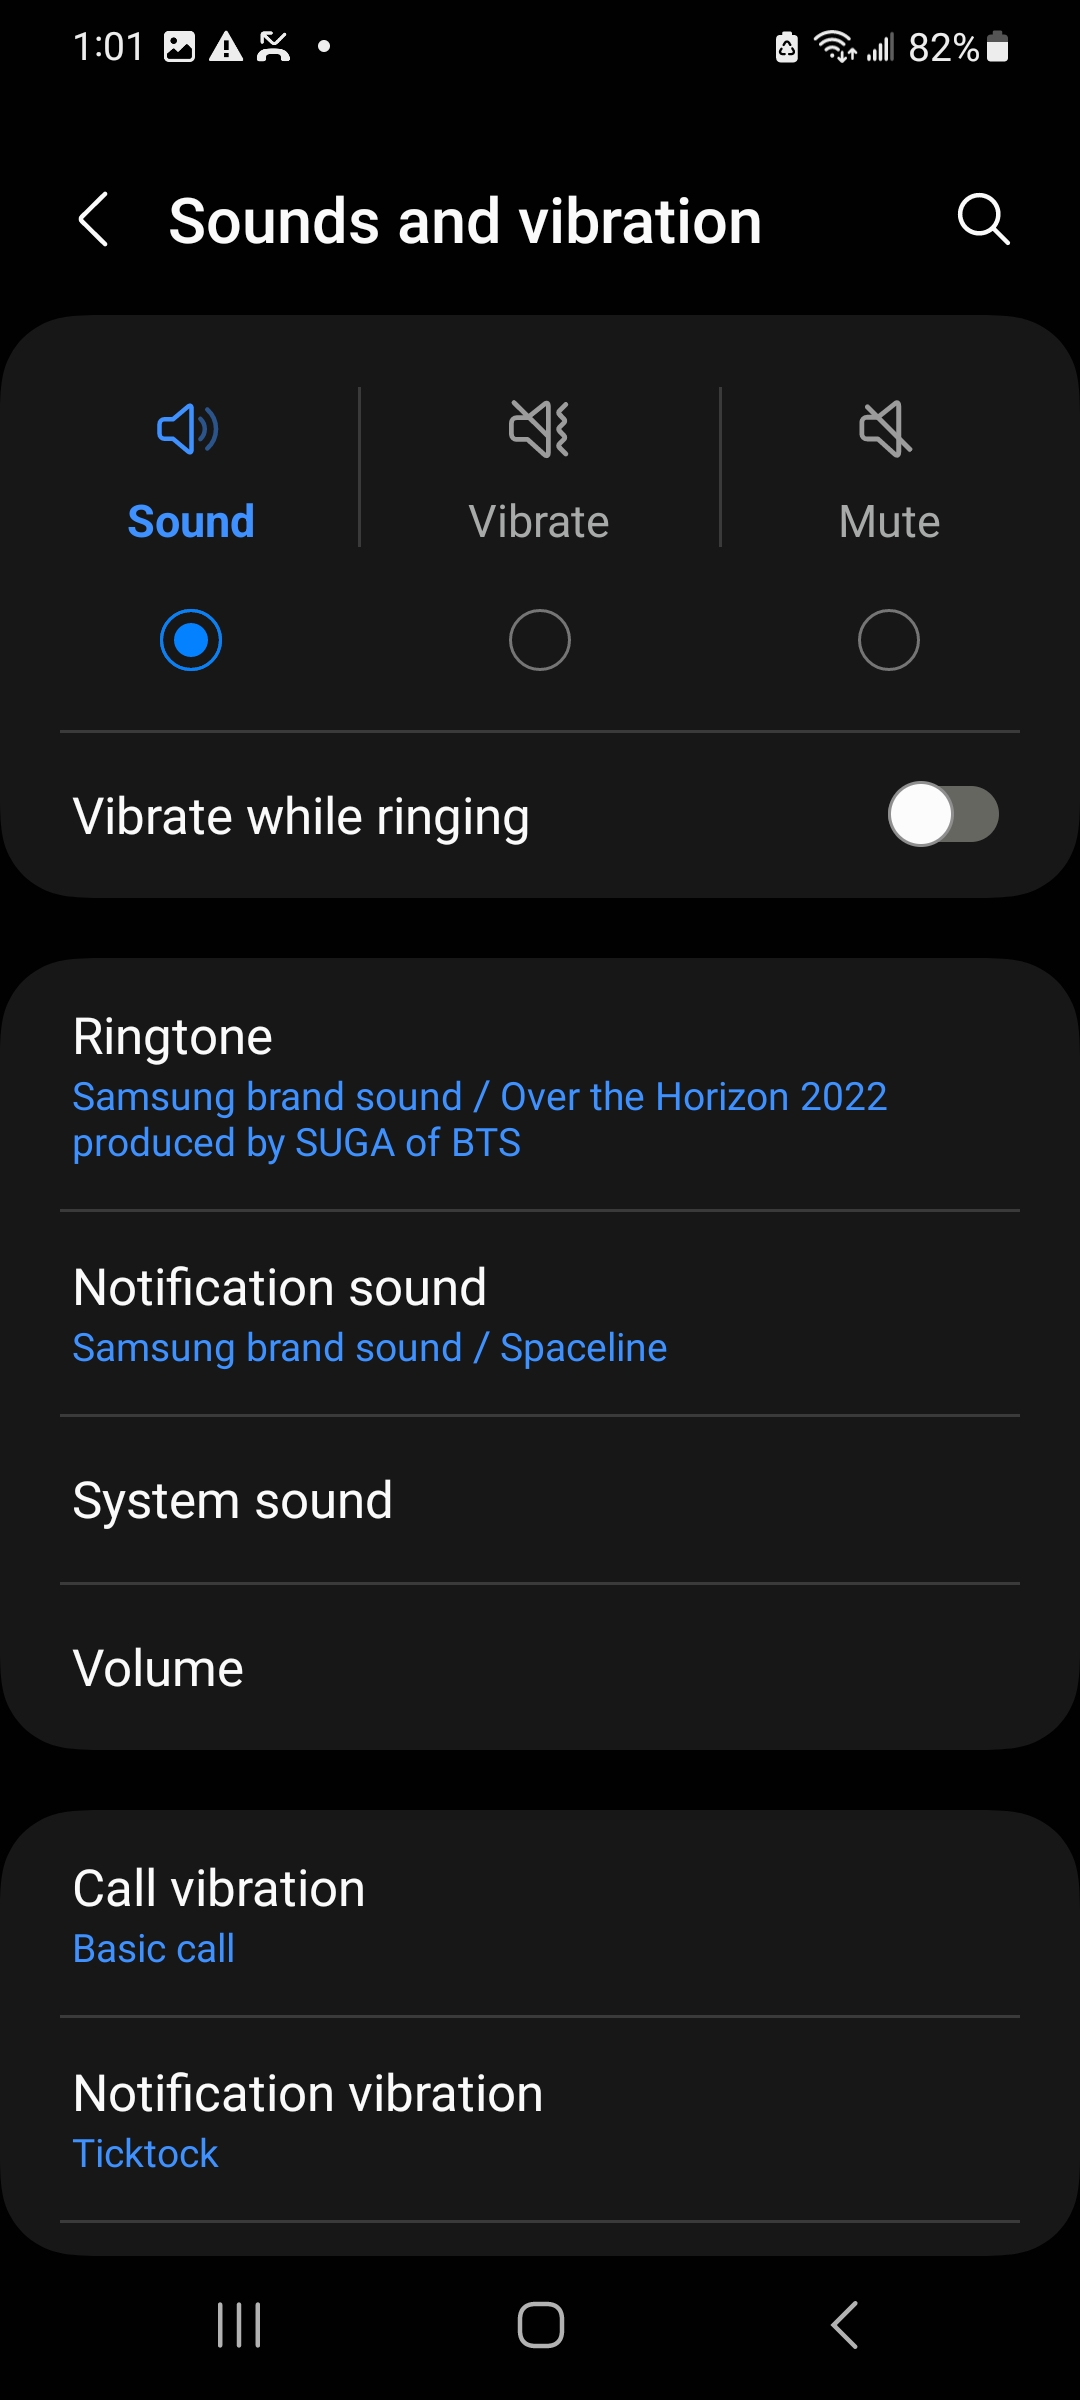 1:01 82%
Sounds and vibration
Sound Vibrate Mute
Vibrate while ringing
Ringtone
Samsung brand sound / Over the Horizon 2022
produced by SUGA of BTS
Notification sound
Samsung brand sound / Spaceline
System sound
Volume
Call vibration
Basic call
Notification vibration
Ticktock